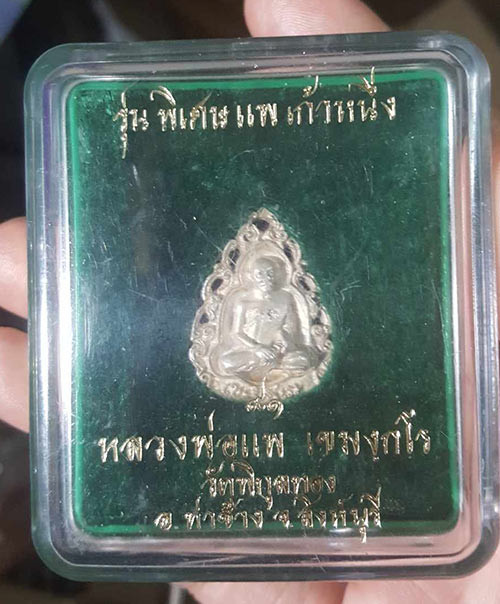 รุ่น พิเศษ แพ เก้าหนึ่ง
๙๑
หลวงพ่อแพ เขมงฺกโร
วัดพิกุลทอง
อ.ท่าช้าง จ.สิงห์บุรี